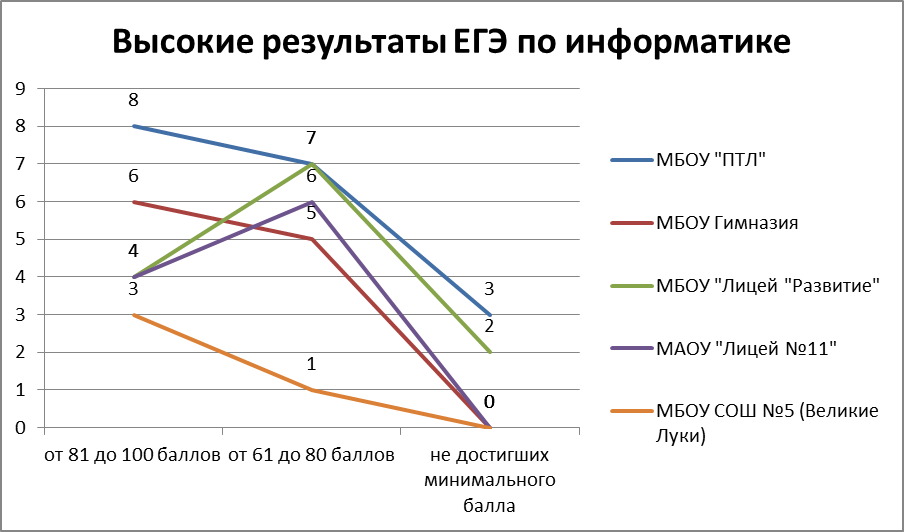 Высокие результаты ЕГЭ по информатике
9
8
7
6
5
4
3
2
1
0
8
6
4
3
7
6
5
1
3
2
0
от 81 до 100 баллов
от 61 до 80 баллов
не достигших
минимального
балла
МБОУ "ПТЛ"
МБОУ Гимназия
МБОУ "Лицей "Развитие"
МАОУ "Лицей №11"
МБОУ СОШ №5 (Великие
Луки)